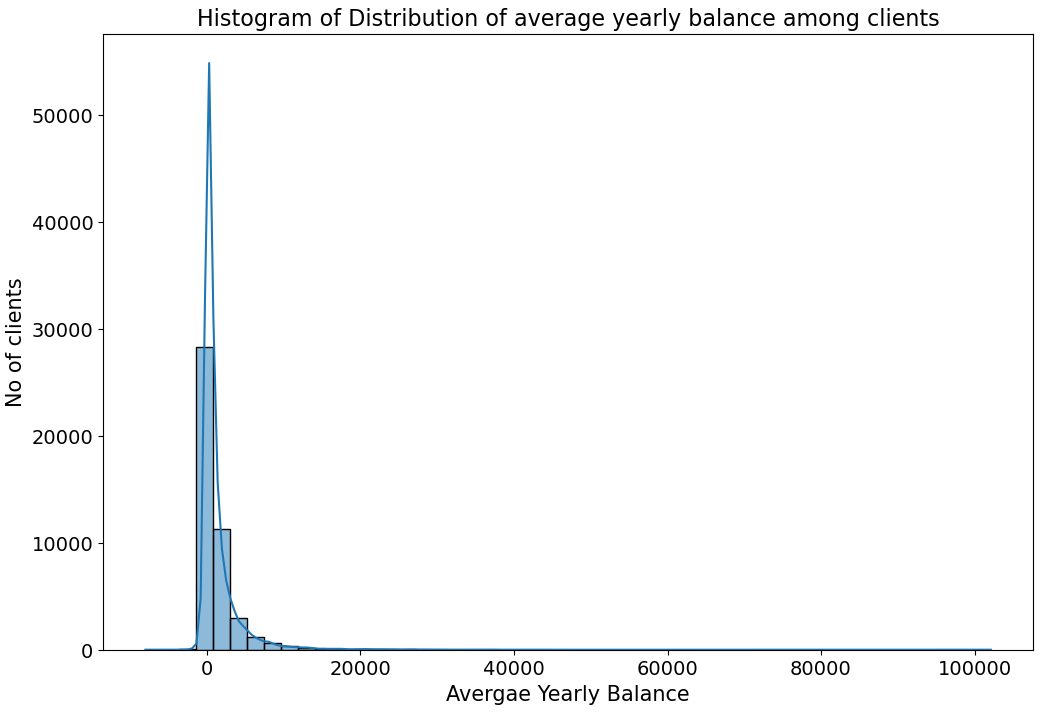 Histogram of Distribution of average yearly balance among clients
50000
40000
30000
20000
10000
0
No of clients
0 20000 40000 60000 80000 100000
Avergae Yearly Balance